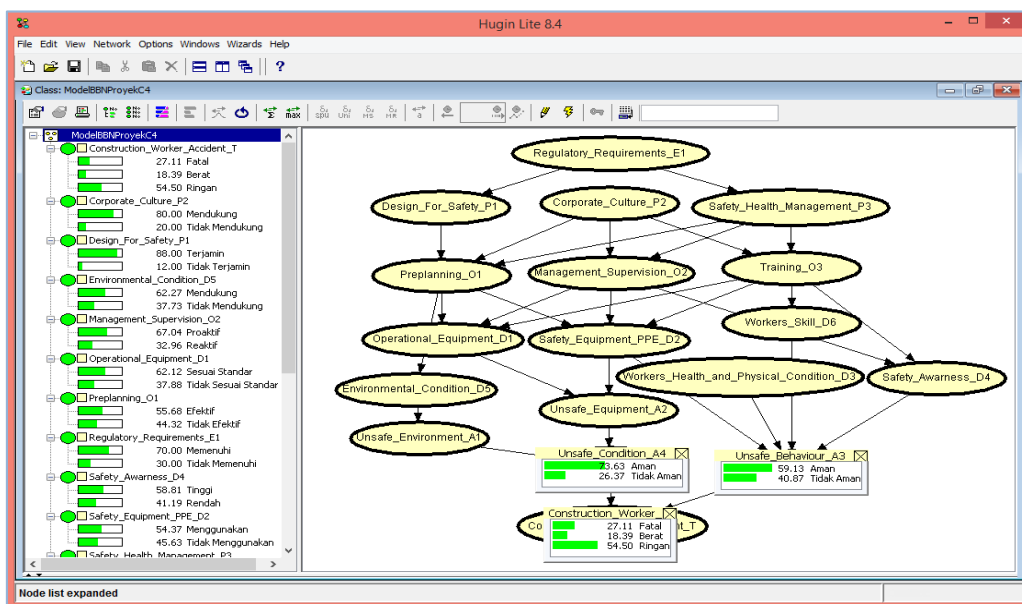 Hugin Lite 8.4
File Edit View Network Options Windows Wizards Help
Class: ModelBBNProyekC4
ModelBBNProyekC4
Construction_Worker_Accident_T
27.11 Fatal
18.39 Berat
54.50 Ringan
Corporate_Culture_P2
80.00 Mendukung
20.00 Tidak Mendukung
Design_For_Safety_P1
88.00 Terjamin
12.00 Tidak Terjamin
Environmental_Condition_D5
62.27 Mendukung
37.73 Tidak Mendukung
Management_Supervision_O2
67.04 Proaktif
32.96 Reaktif
Operational_Equipment_D1
62.12 Sesuai Standar
37.88 Tidak Sesuai Standar
Preplanning_O1
55.68 Efektif
44.32 Tidak Efektif
Regulatory_Requirements_E1
70.00 Memenuhi
30.00 Tidak Memenuhi
Safety_Awarness_D4
58.81 Tinggi
41.19 Rendah
Safety_Equipment_PPE_D2
54.37 Menggunakan
45.63 Tidak Menggunakan
Safety_Health_Management_P3
Regulatory_Requirements_E1
Design_For_Safety_P1
Corporate_Culture_P2
Safety_Health_Management_P3
Preplanning_O1
Management_Supervision_O2
Training_O3
Operational_Equipment_D1
Safety_Equipment_PPE_D2
Workers_Skill_D6
Environmental_Condition_D5
Workers_Health_and_Physical_Condition_D3
Safety_Awarness_D4
Unsafe_Equipment_A2
Unsafe_Environment_A1
Unsafe_Condition_A4
73.63 Aman
26.37 Tidak Aman
Unsafe_Behaviour_A3
59.13 Aman
40.87 Tidak Aman
Construction_Worker_
27.11 Fatal
18.39 Berat
54.50 Ringan
Node list expanded